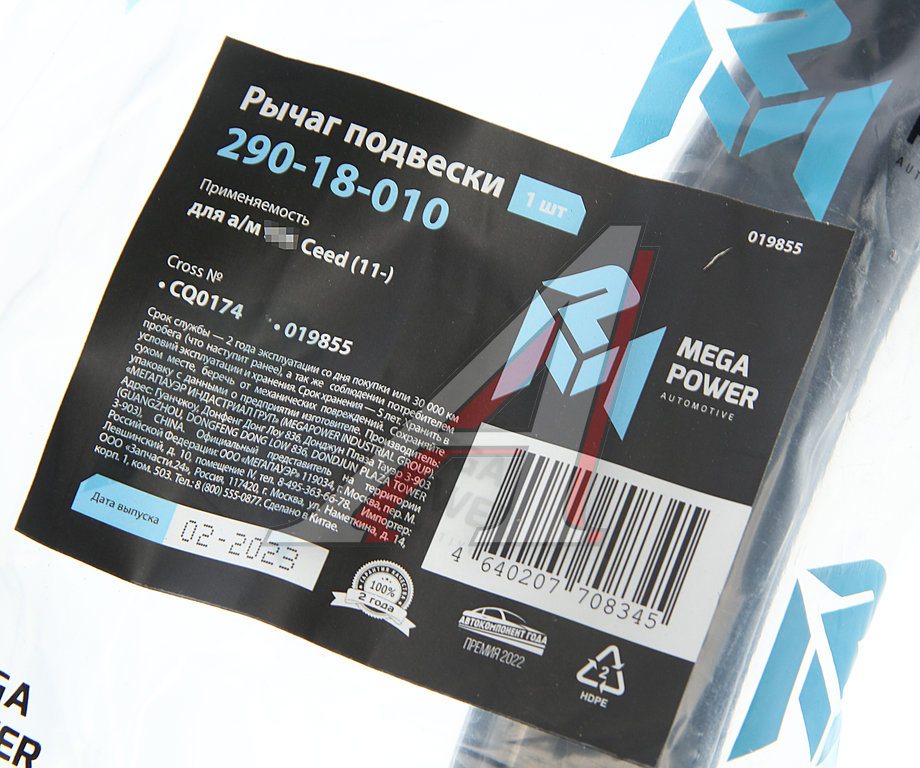 Рычаг подвески
290-18-010
1 шт
Применяемость
для а/м Ceed (11-)
Cross №
• CQ0174 • 019855
Срок службы — 2 года эксплуатации со дня покупки или 30 000 км
пробега (что наступит ранее), а так же соблюдении потребителем
условий эксплуатации и хранения. Срок хранения — 5 лет. Хранить в
сухом месте, беречь от механических повреждений. Сохраните
упаковку с данными о предприятии изготовителе. Производитель:
«МЕГАПАУЭР ИНДАСТРИАЛ ГРУП» (MEGAPOWER INDUSTRIAL GROUP)
Адрес: Гуанчжоу, Донфенг Донг Лоу 836, Донджун Плаза Тауэр 3-903
(GUANGZHOU, DONGFENG DONG LOW 836, DONDJUN PLAZA TOWER
3-903), CHINA. Официальный представитель на территории
Российской Федерации: ООО «МЕГАПАУЭР» 119034, г. Москва, пер. М.
Левшинский, д. 10, помещение IV, тел. 8-495-363-66-78. Импортер:
ООО «Запчасти.24», Россия, 117420, г. Москва, ул. Наметкина, д. 14,
корп. 1, ком. 503. Тел.: 8 (800) 555-0877. Сделано в Китае.
Дата выпуска
02-2023
019855
MEGA
POWER
AUTOMOTIVE
4 640207 708345
ГАРАНТИЯ КАЧЕСТВА
100%
2 года
АВТОКОМПОНЕНТ ГОДА
ПРЕМИЯ 2022
2
HDPE
GA
ER